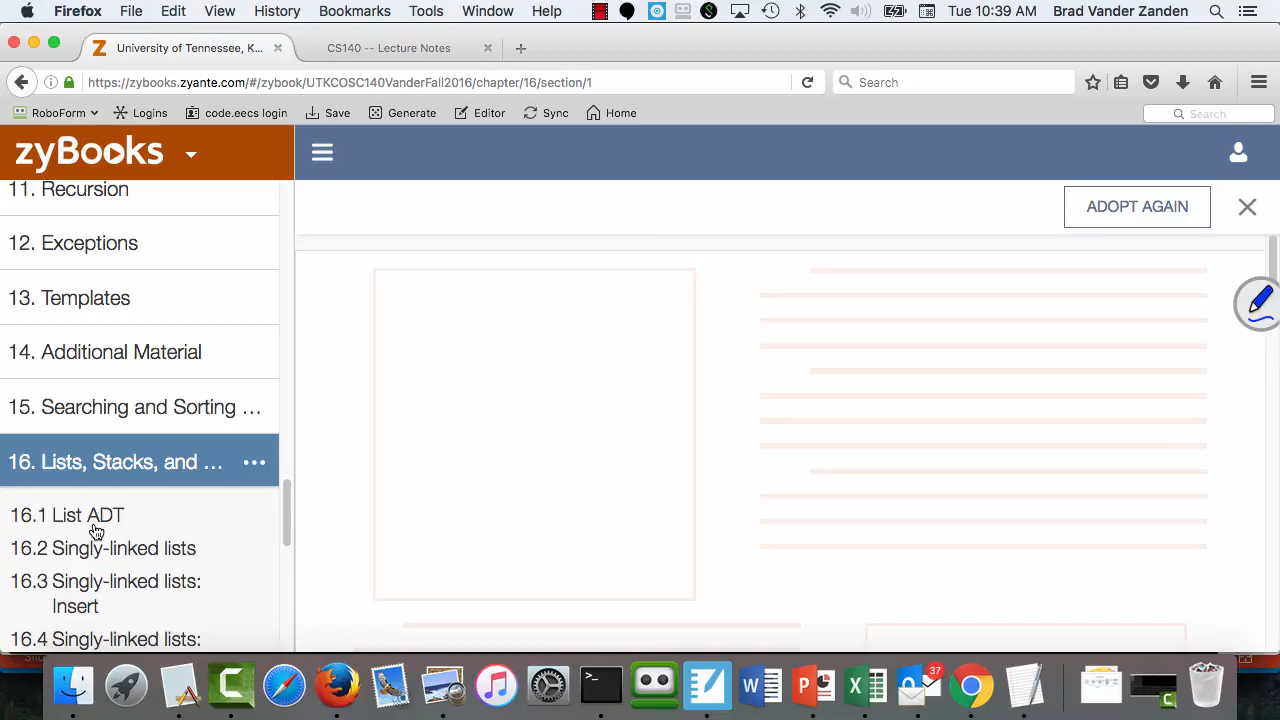 Firefox File Edit View History Bookmarks Tools Window Help Tue 10:39 AM Brad Vander Zanden
University of Tennessee, K... CS140 -- Lecture Notes
https://zybooks.zyante.com/#/zybook/UTKCOSC140VanderFall2016/chapter/16/section/1 Search
RoboForm Logins code.eecs login Save Generate Editor Sync Home Search
zyBooks
ADOPT AGAIN
11. Recursion
12. Exceptions
13. Templates
14. Additional Material
15. Searching and Sorting ...
16. Lists, Stacks, and ...
16.1 List ADT
16.2 Singly-linked lists
16.3 Singly-linked lists:
Insert
16.4 Singly-linked lists:
37